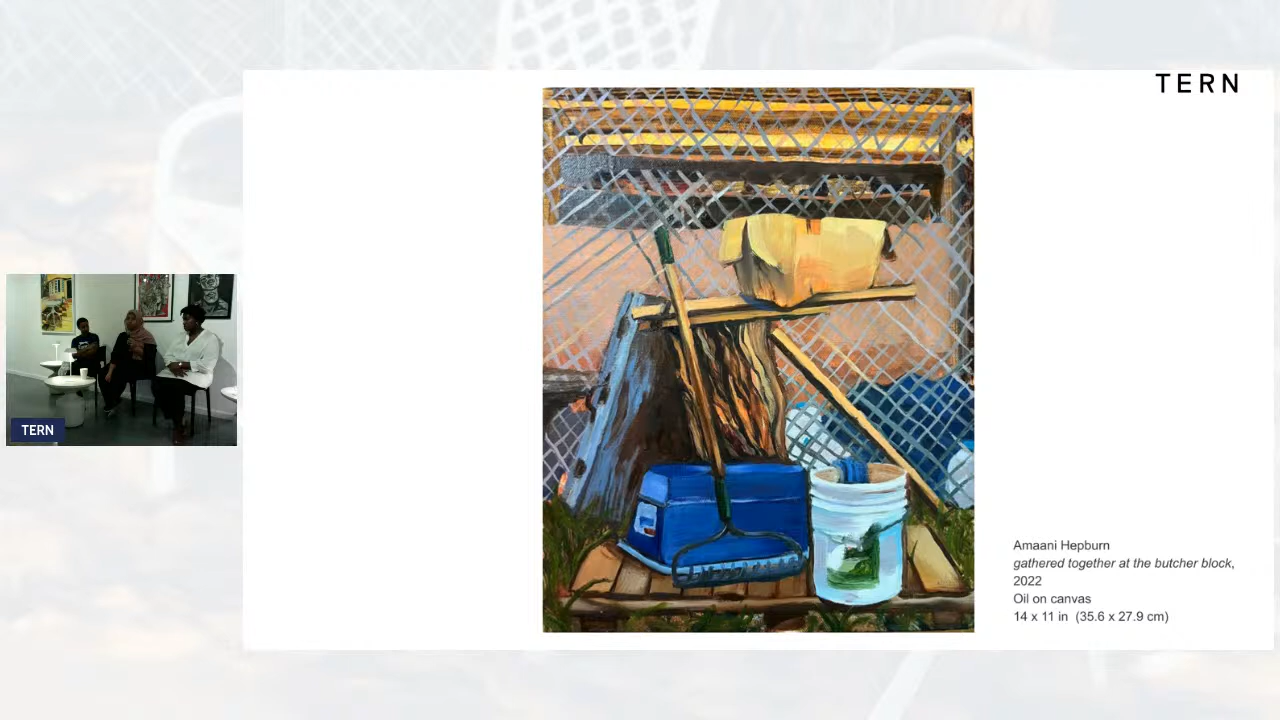 TERN
TERN
Amaani Hepburn
gathered together at the butcher block,
2022
Oil on canvas
14 x 11 in (35.6 x 27.9 cm)